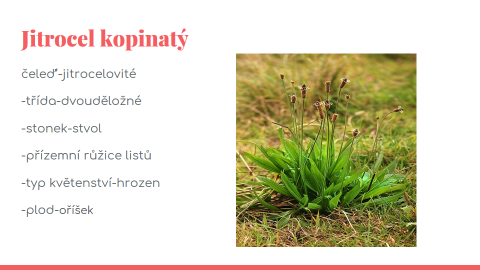 Jitrocel kopinatý
čeleď-jitrocelovité
-třída-dvouděložné
-stonek-stvol
-přízemní růžice listů
-typ květenství-hrozen
-plod-oříšek